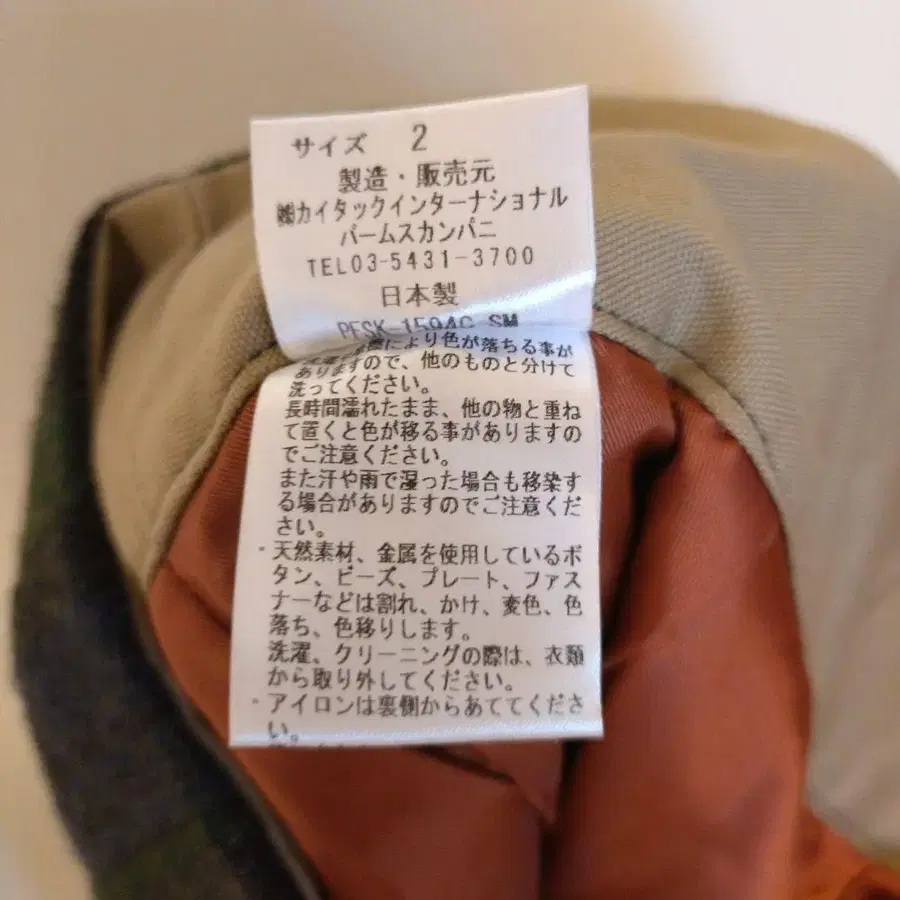 サイズ 2
製造・販売元
㈱カイタックインターナショナル
パームスカンパニ
TEL03-5431-3700
日本製
により色が落ちる事が
ありますので、他のものと分けて
洗ってください。
長時間濡れたまま、他の物と重ね
て置くと色が移る事がありますの
でご注意ください。
また汗や雨で湿った場合も移染す
る場合がありますのでご注意くだ
さい。
・天然素材、金属を使用しているボ
タン、ビーズ、プレート、ファス
ナーなどは割れ、かけ、変色、色
落ち、色移りします。
洗濯、クリーニングの際は、衣類
から取り外してください。
・アイロンは裏側からあててくださ
い。